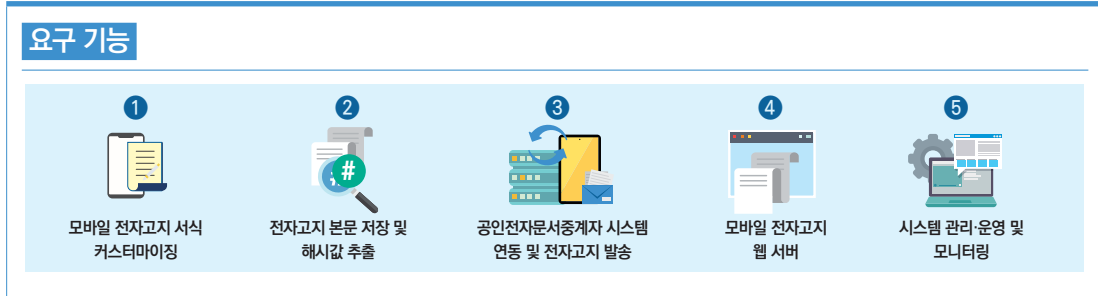 요구 기능
1
모바일 전자고지 서식
커스터마이징
2
#
전자고지 본문 저장 및
해시값 추출
3
공인전자문서중계자 시스템
연동 및 전자고지 발송
4
모바일 전자고지
웹 서버
5
시스템 관리·운영 및
모니터링